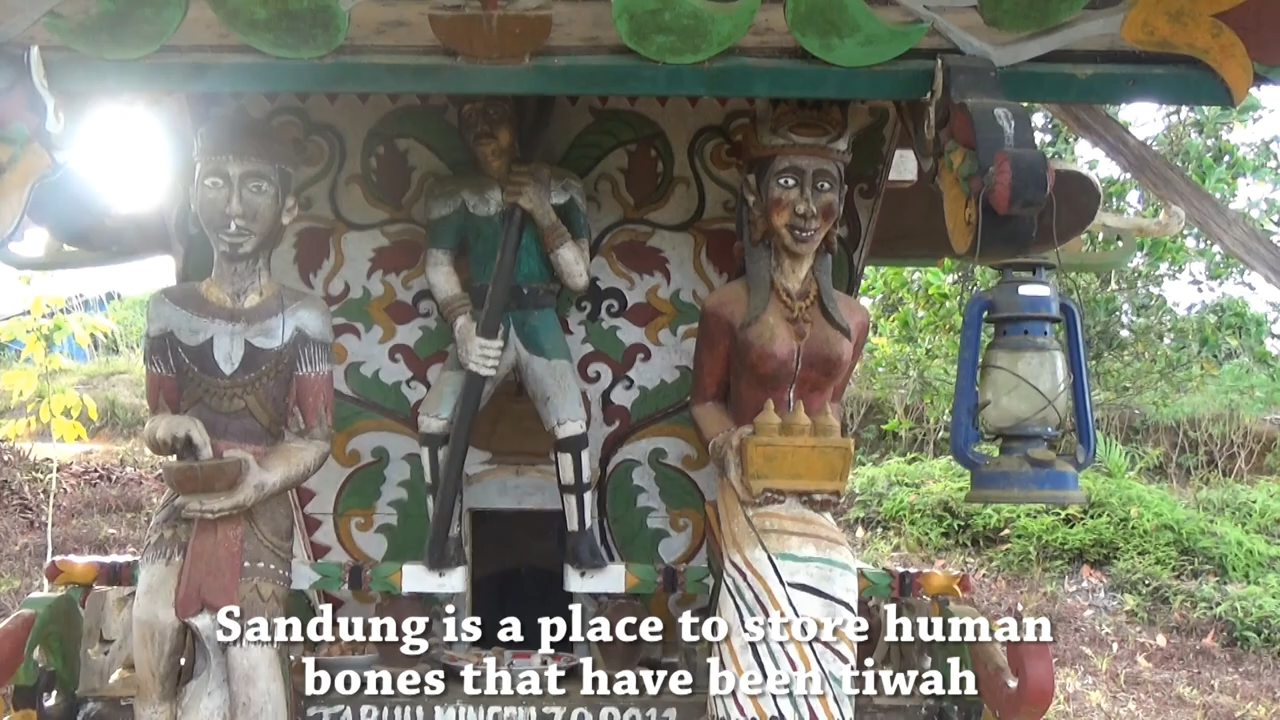 Sandung is a place to store human
bones that have been tiwah